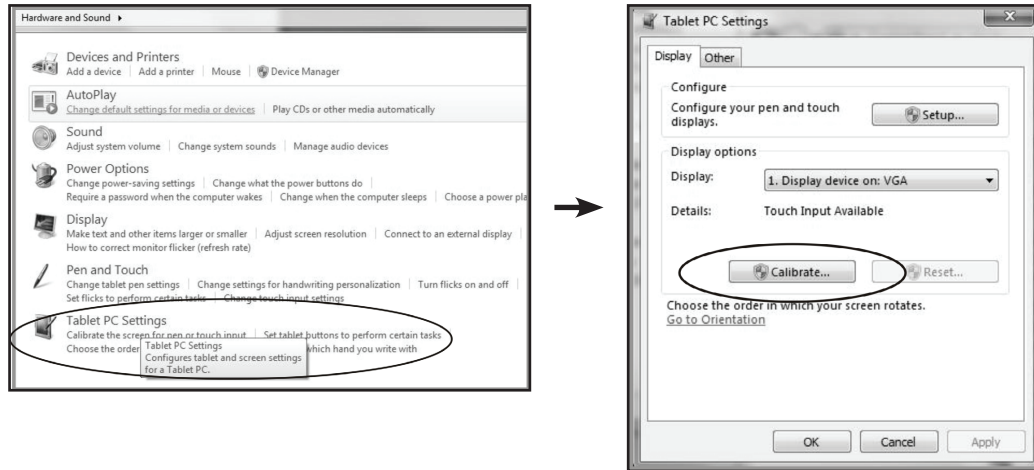 Hardware and Sound
Devices and Printers
Add a device Add a printer Mouse Device Manager
AutoPlay
Change default settings for media or devices Play CDs or other media automatically
Sound
Adjust system volume Change system sounds Manage audio devices
Power Options
Change power-saving settings Change what the power buttons do
Require a password when the computer wakes Change when the computer sleeps Choose a power pla
Display
Make text and other items larger or smaller Adjust screen resolution Connect to an external display
How to correct monitor flicker (refresh rate)
Pen and Touch
Change tablet pen settings Change settings for handwriting personalization Turn flicks on and off
Set flicks to perform certain tasks Change touch input settings
Tablet PC Settings
Calibrate the screen for pen or touch input Set tablet buttons to perform certain tasks
Choose the order which hand you write with
Tablet PC Settings
Configures tablet and screen settings
for a Tablet PC.
Tablet PC Settings
Display Other
Configure
Configure your pen and touch
displays.
Setup...
Display options
Display: 1. Display device on: VGA
Details: Touch Input Available
Calibrate... Reset...
Choose the order in which your screen rotates.
Go to Orientation
OK Cancel Apply